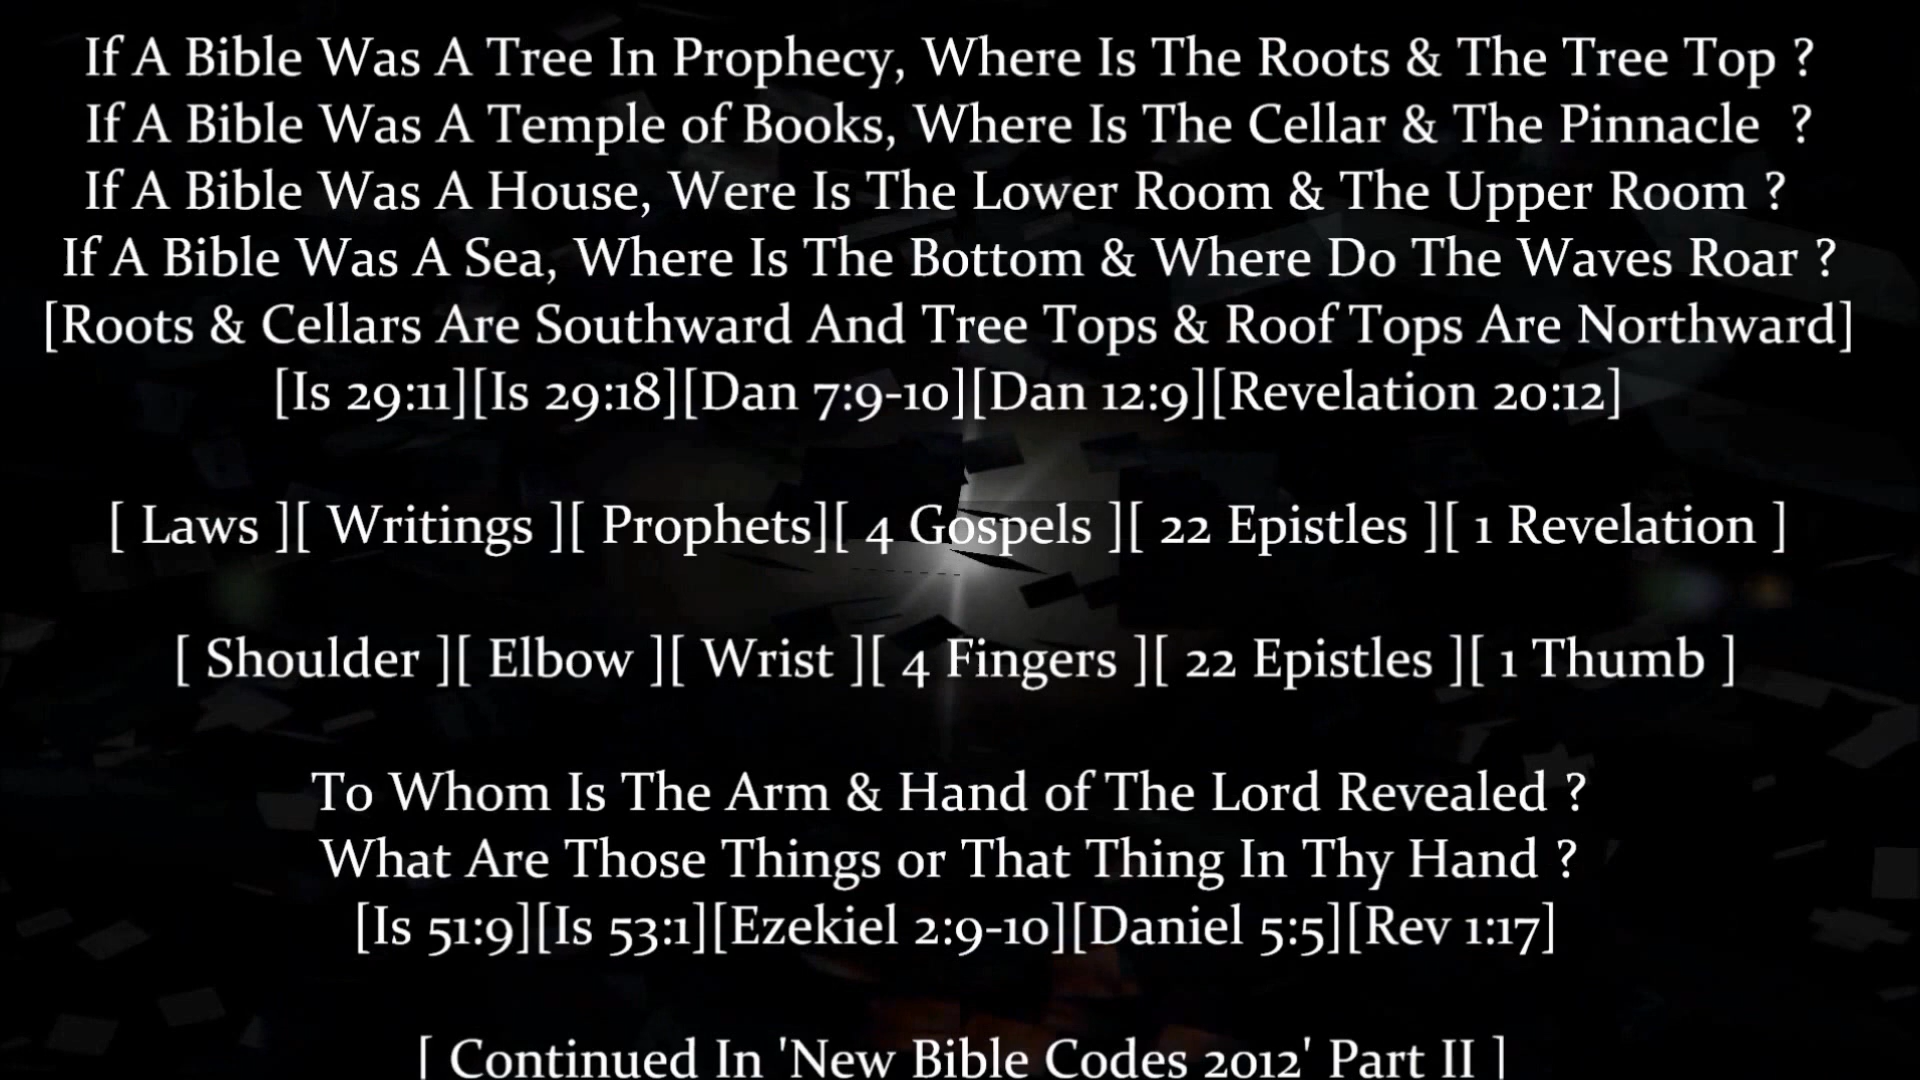 If A Bible Was A Tree In Prophecy, Where Is The Roots & The Tree Top ?
If A Bible Was A Temple of Books, Where Is The Cellar & The Pinnacle ?
If A Bible Was A House, Were Is The Lower Room & The Upper Room ?
If A Bible Was A Sea, Where Is The Bottom & Where Do The Waves Roar ?
[Roots & Cellars Are Southward And Tree Tops & Roof Tops Are Northward]
[Is 29:11][Is 29:18][Dan 7:9-10][Dan 12:9][Revelation 20:12]
[ Laws ][ Writings ][ Prophets][ 4 Gospels ][ 22 Epistles ][ 1 Revelation ]
[ Shoulder ][ Elbow ][ Wrist ][ 4 Fingers ][ 22 Epistles ][ 1 Thumb ]
To Whom Is The Arm & Hand of The Lord Revealed ?
What Are Those Things or That Thing In Thy Hand ?
[Is 51:9][Is 53:1][Ezekiel 2:9-10][Daniel 5:5][Rev 1:17]
[ Continued In 'New Bible Codes 2012' Part II ]